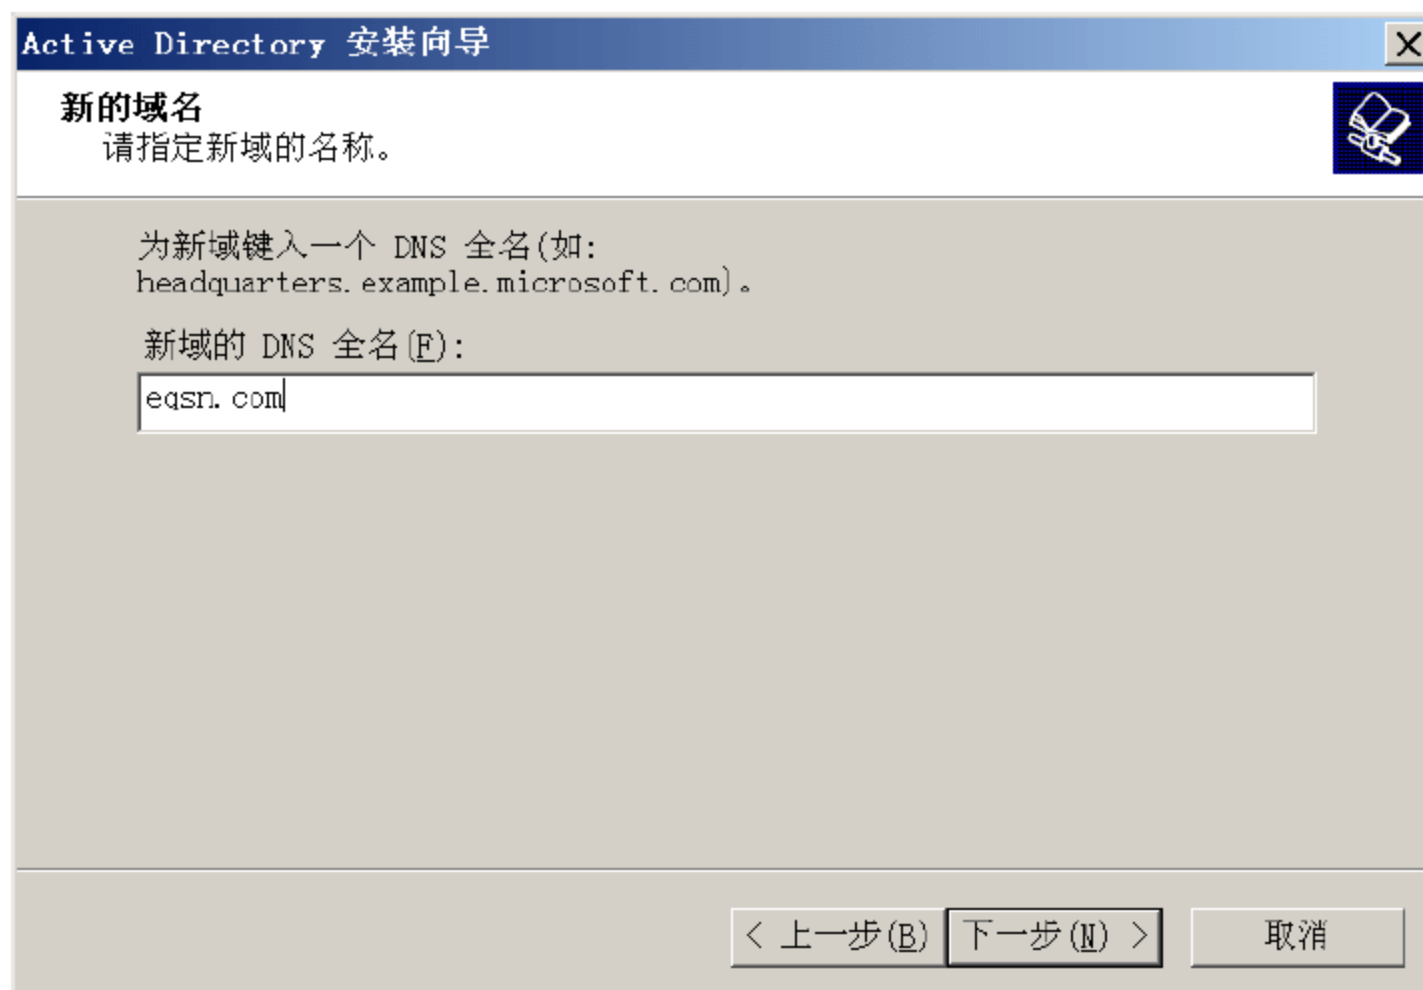 Active Directory 安装向导
新的域名
请指定新域的名称。
为新域键入一个 DNS 全名(如:
headquarters.example.microsoft.com)。
新域的 DNS 全名(F):
eqsn.com
< 上一步(B) 下一步(N) > 取消